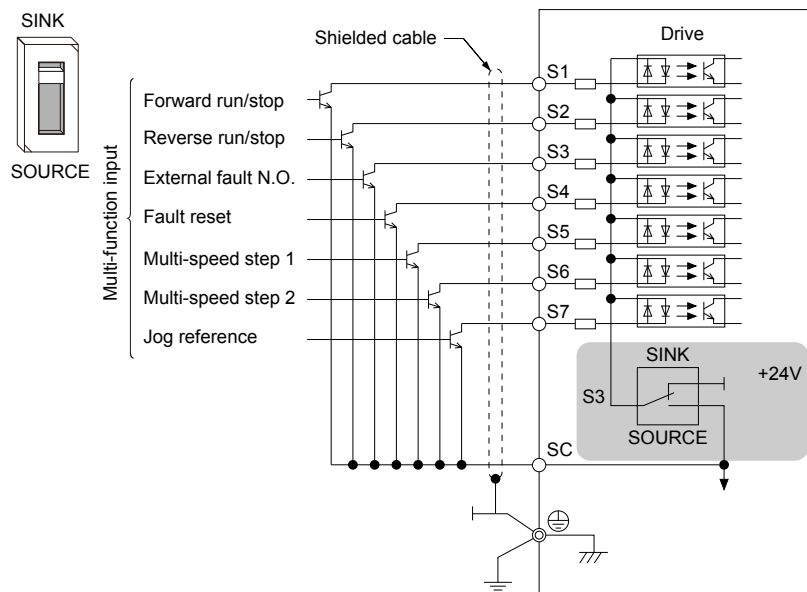 SINK
SOURCE
Multi-function input
Forward run/stop
Reverse run/stop
External fault N.O.
Fault reset
Multi-speed step 1
Multi-speed step 2
Jog reference
Shielded cable
Drive
S1
S2
S3
S4
S5
S6
S7
SINK
+24V
S3
SOURCE
SC